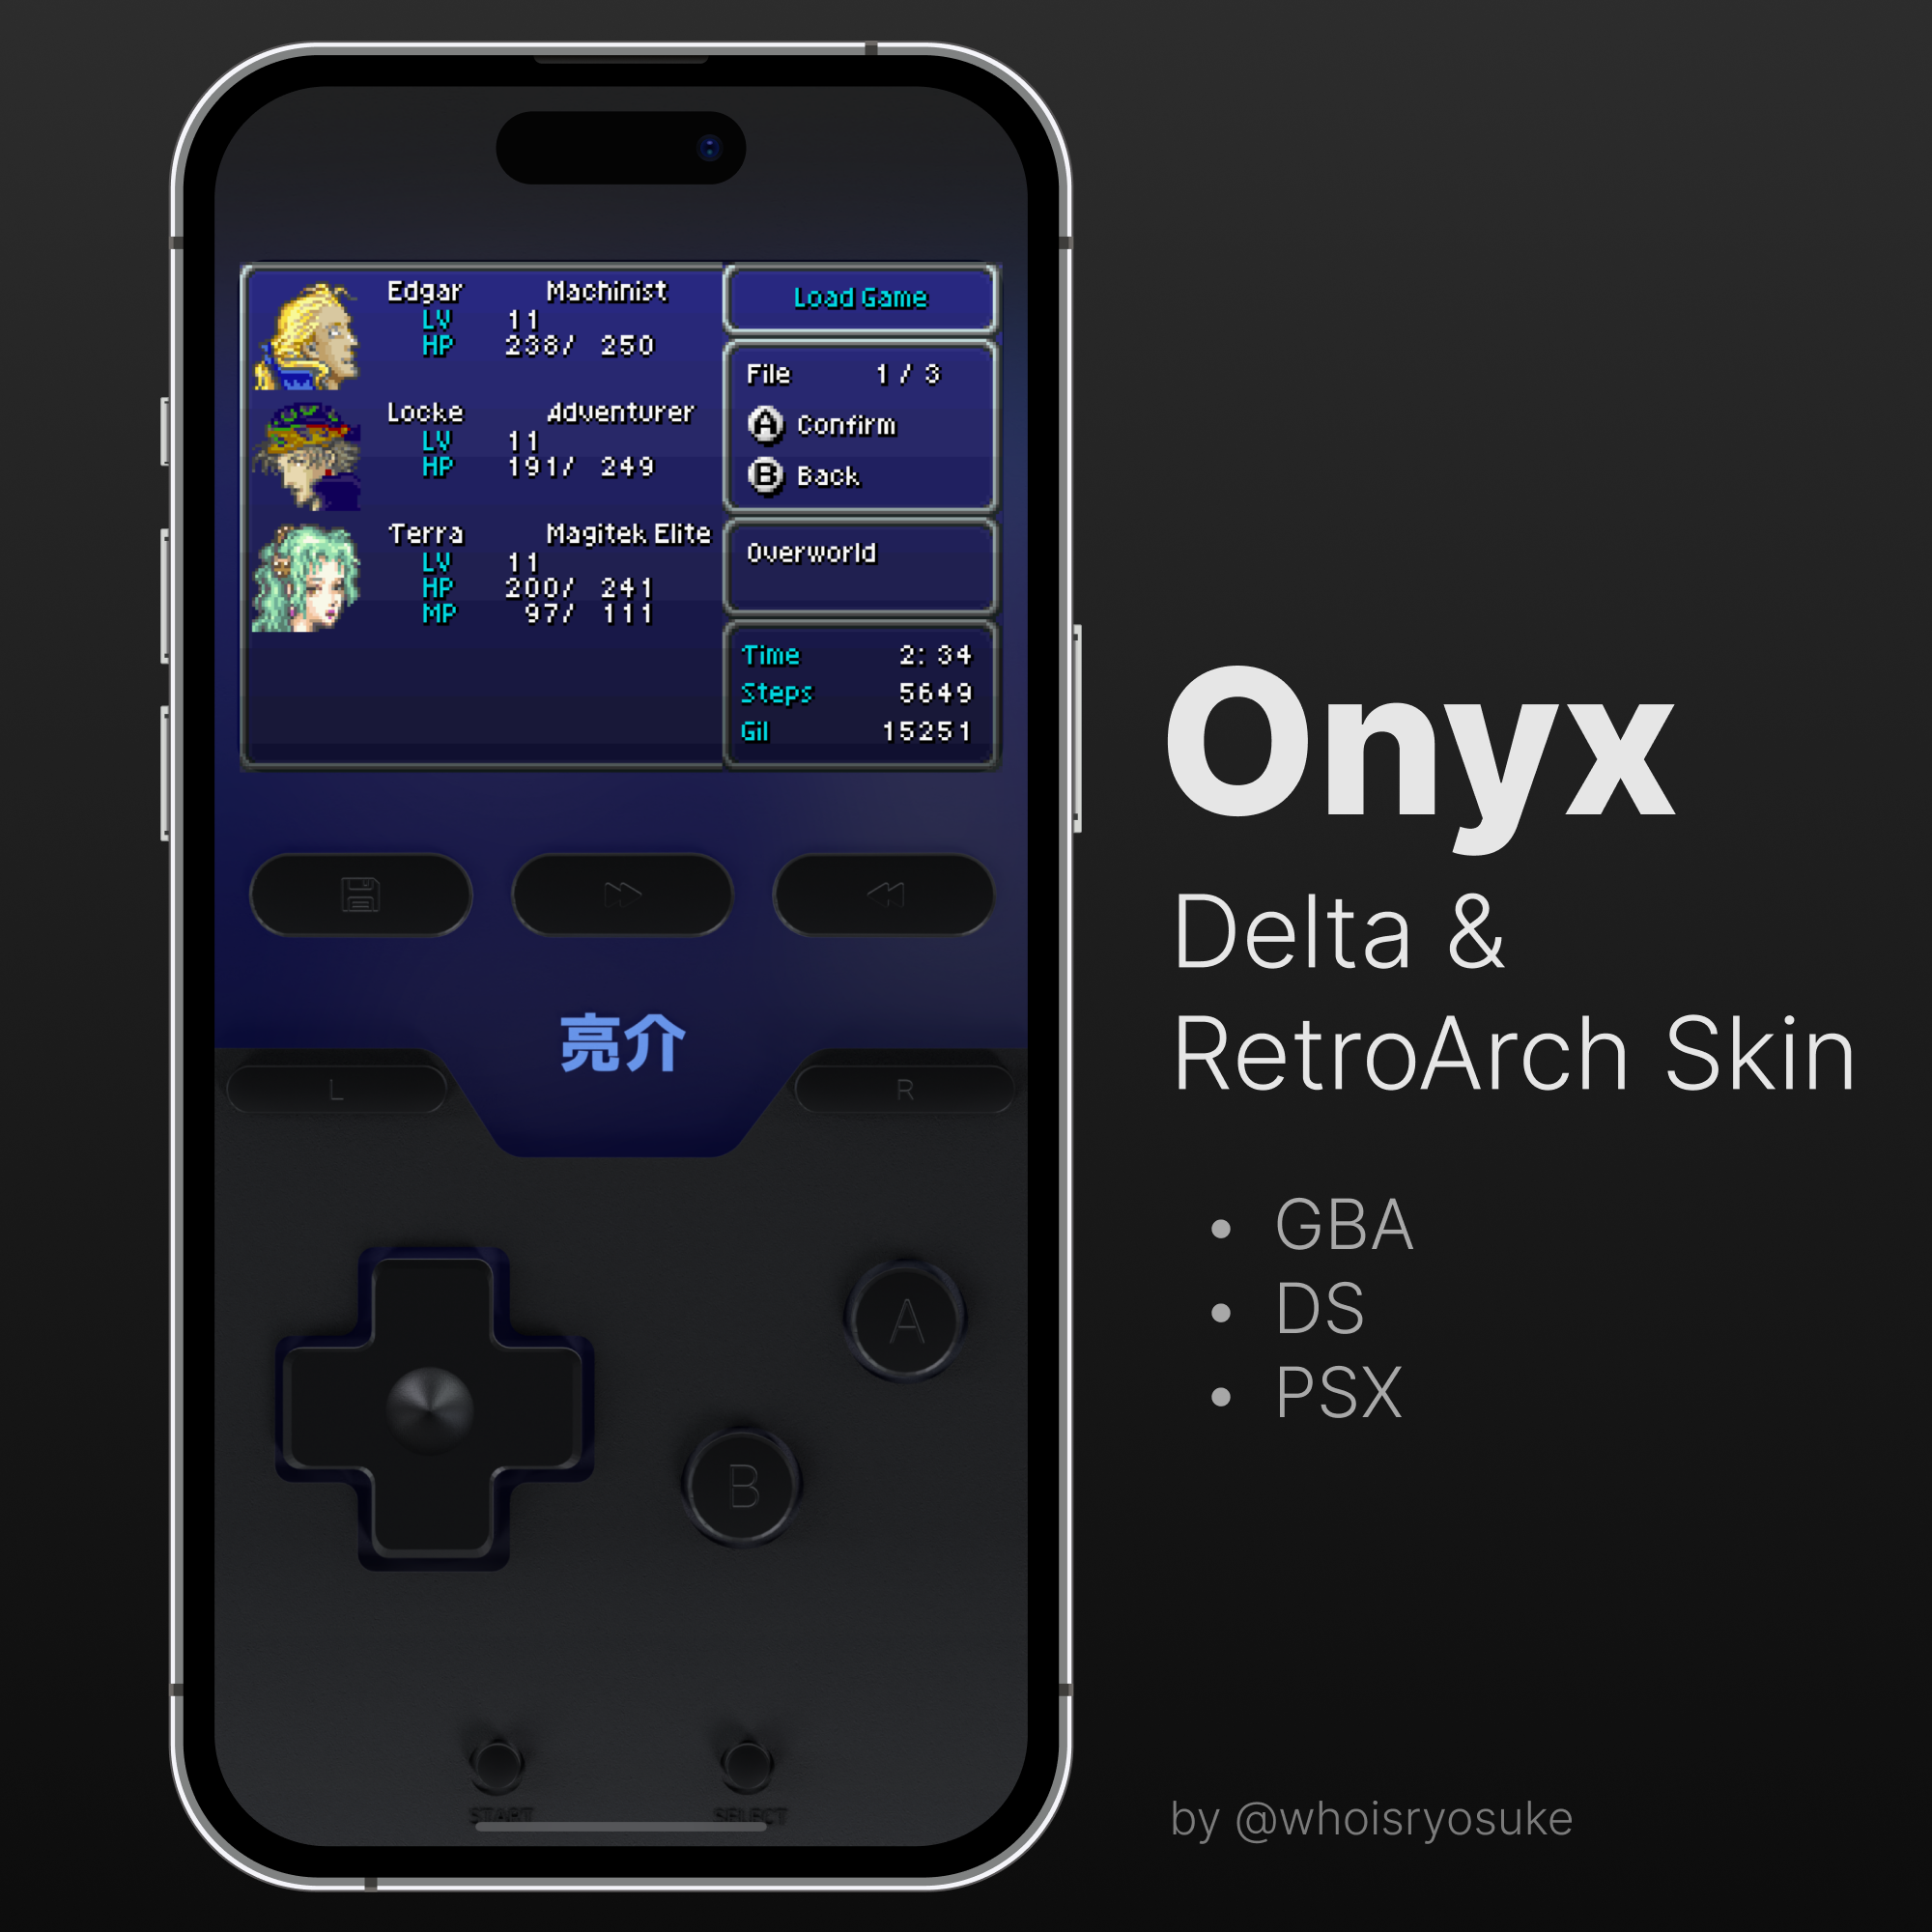 Edgar Machinist
LV 11
HP 238/ 250
Locke Adventurer
LV 11
HP 191/ 249
Terra Magitek Elite
LV 11
HP 200/ 241
MP 97/ 111
Load Game
File 1 / 3
A Confirm
B Back
Overworld
Time 2: 34
Steps 5649
Gil 15251
亮介
L
R
A
B
START
SELECT
Onyx
Delta &
RetroArch Skin
• GBA
• DS
• PSX
by @whoisryosuke